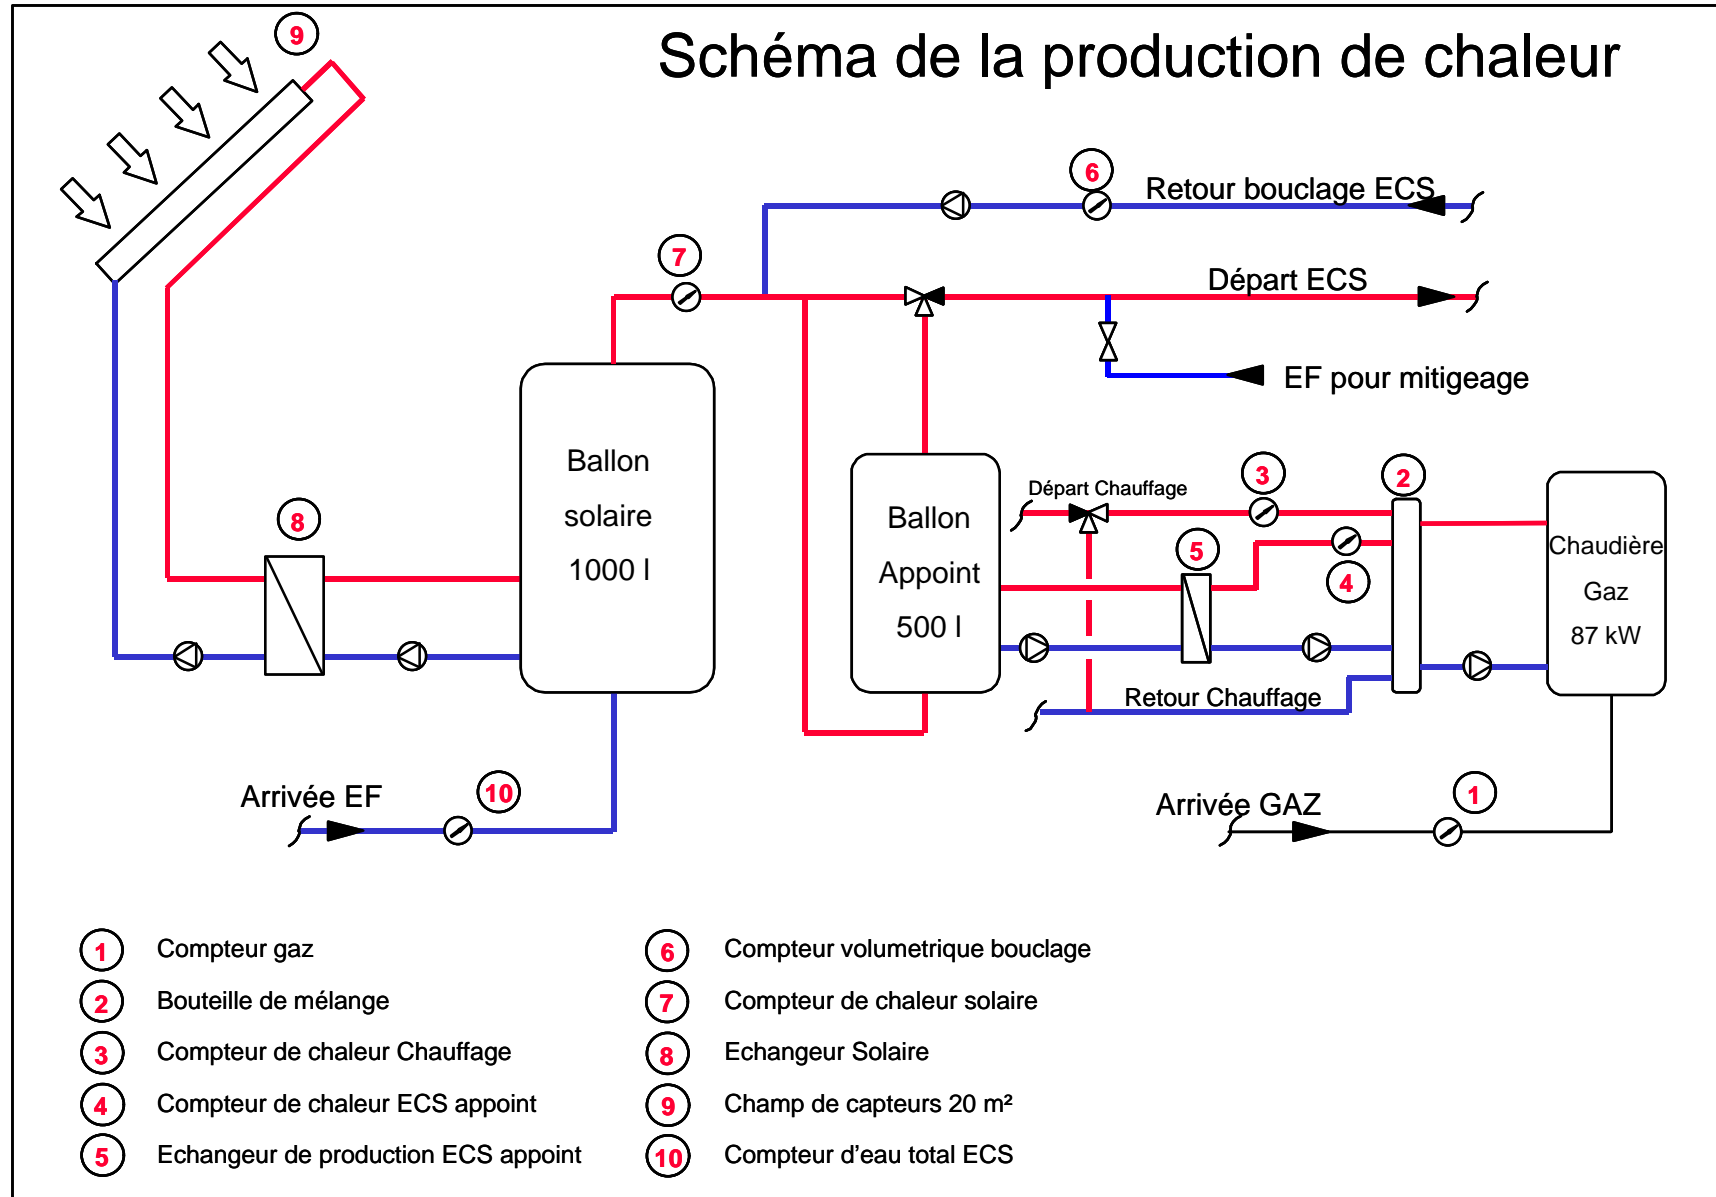 Schéma de la production de chaleur
9
6
Retour bouclage ECS
7
Départ ECS
EF pour mitigeage
Ballon
solaire
1000 l
8
Ballon
Appoint
500 l
Départ Chauffage
3
2
5
4
Chaudière
Gaz
87 kW
Retour Chauffage
Arrivée EF
10
Arrivée GAZ
1
1 Compteur gaz
2 Bouteille de mélange
3 Compteur de chaleur Chauffage
4 Compteur de chaleur ECS appoint
5 Echangeur de production ECS appoint
6 Compteur volumetrique bouclage
7 Compteur de chaleur solaire
8 Echangeur Solaire
9 Champ de capteurs 20 m²
10 Compteur d'eau total ECS